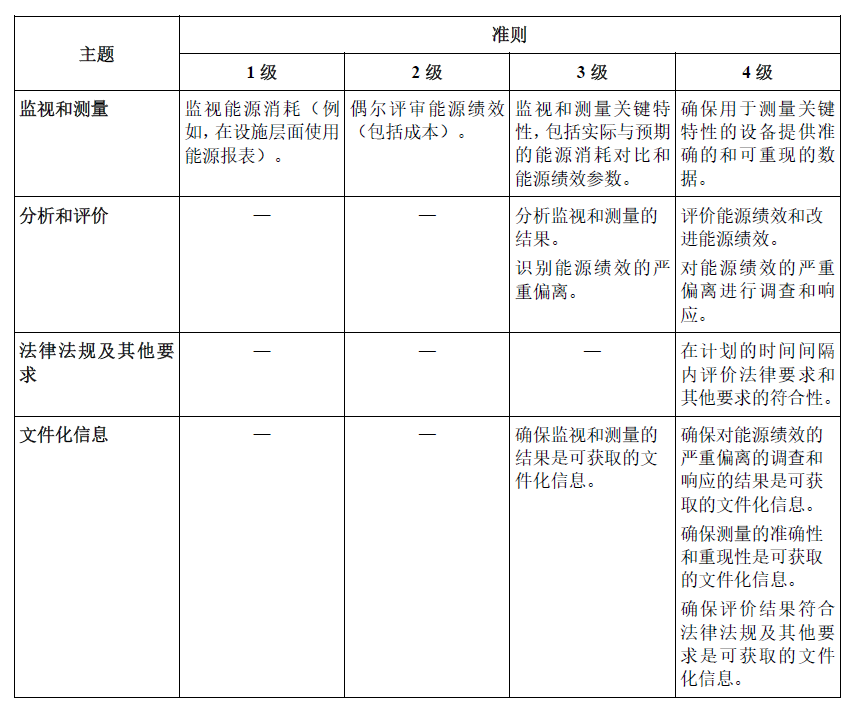 主题
准则
1 级
2 级
3 级
4 级
监视和测量
监视能源消耗（例
如，在设施层面使用
能源报表）。
偶尔评审能源绩效
（包括成本）。
监视和测量关键特
性，包括实际与预期
的能源消耗对比和
能源绩效参数。
确保用于测量关键
特性的设备提供准
确的和可重现的数
据。
分析和评价
—
—
分析监视和测量的
结果。
识别能源绩效的严
重偏离。
评价能源绩效和改
进能源绩效。
对能源绩效的严重
偏离进行调查和响
应。
法律法规及其他要
求
—
—
—
在计划的时间间隔
内评价法律要求和
其他要求的符合性。
文件化信息
—
—
确保监视和测量的
结果是可获取的文
件化信息。
确保对能源绩效的
严重偏离的调查和
响应的结果是可获
取的文件化信息。
确保测量的准确性
和重现性是可获取
的文件化信息。
确保评价结果符合
法律法规及其他要
求是可获取的文件
化信息。